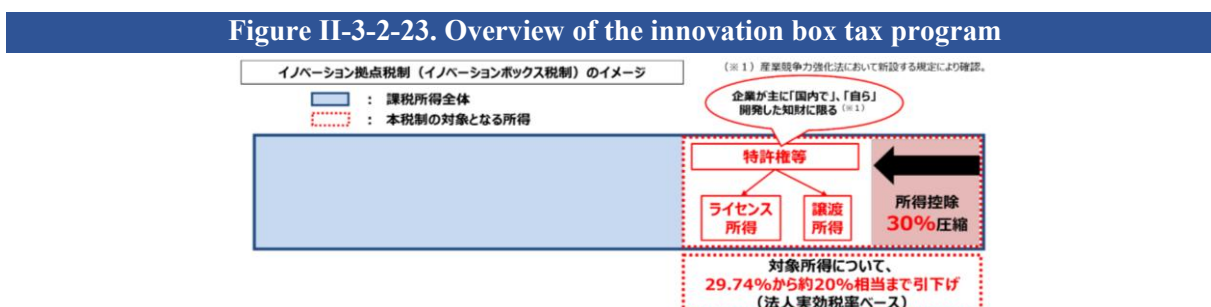 Figure II-3-2-23. Overview of the innovation box tax program
イノベーション拠点税制（イノベーションボックス税制）のイメージ
（※１）産業競争力強化法において新設する規定により確認。
： 課税所得全体
： 本税制の対象となる所得
企業が主に「国内で」、「自ら」
開発した知財に限る（※１）
特許権等
ライセンス
所得
譲渡
所得
所得控除
30%圧縮
対象所得について、
29.74%から約20%相当まで引下げ
（法人実効税率ベース）